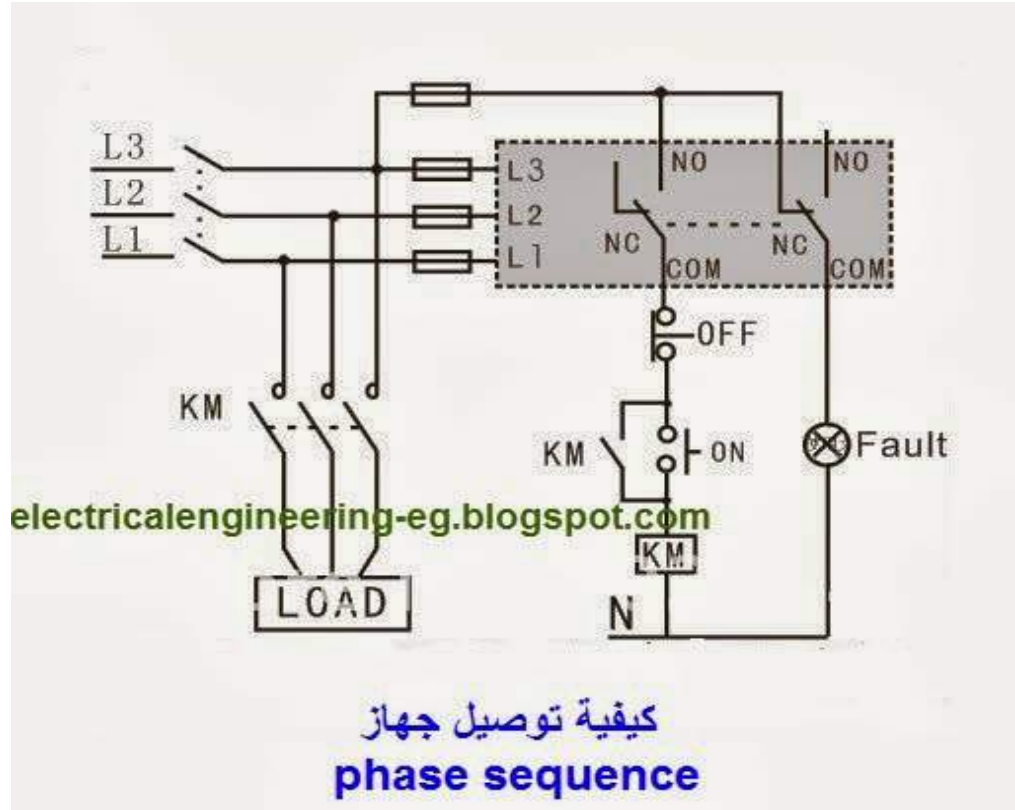 L3
L2
L1
L3
L2
L1
NO
NO
NC
NC
COM
COM
OFF
KM
KM
ON
Fault
electricalengineering-eg.blogspot.com
KM
LOAD
N
كيفية توصيل جهاز
phase sequence